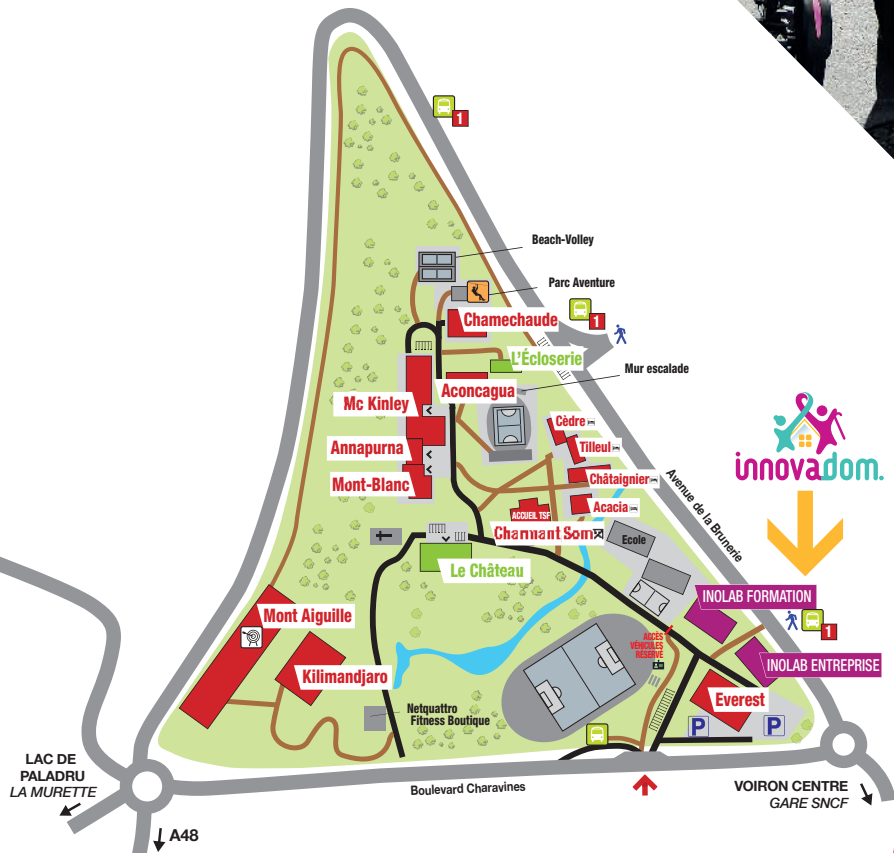 1
Beach-Volley
Parc Aventure
1
Chamechaude
L'Écloserie
Mur escalade
Aconcagua
Mc Kinley
Cèdre
Tilleul
Annapurna
Châtaignier
Mont-Blanc
Acacia
ACCUEIL TSF
Charmant Som
Ecole
Le Château
Avenue de la Brunerie
innovadom.
INOLAB FORMATION
1
Mont Aiguille
ACCÈS
VÉHICULES
RÉSERVÉ
INOLAB ENTREPRISE
Kilimandjaro
Everest
Netquattro
Fitness Boutique
P
P
LAC DE
PALADRU
LA MURETTE
Boulevard Charavines
VOIRON CENTRE
GARE SNCF
A48